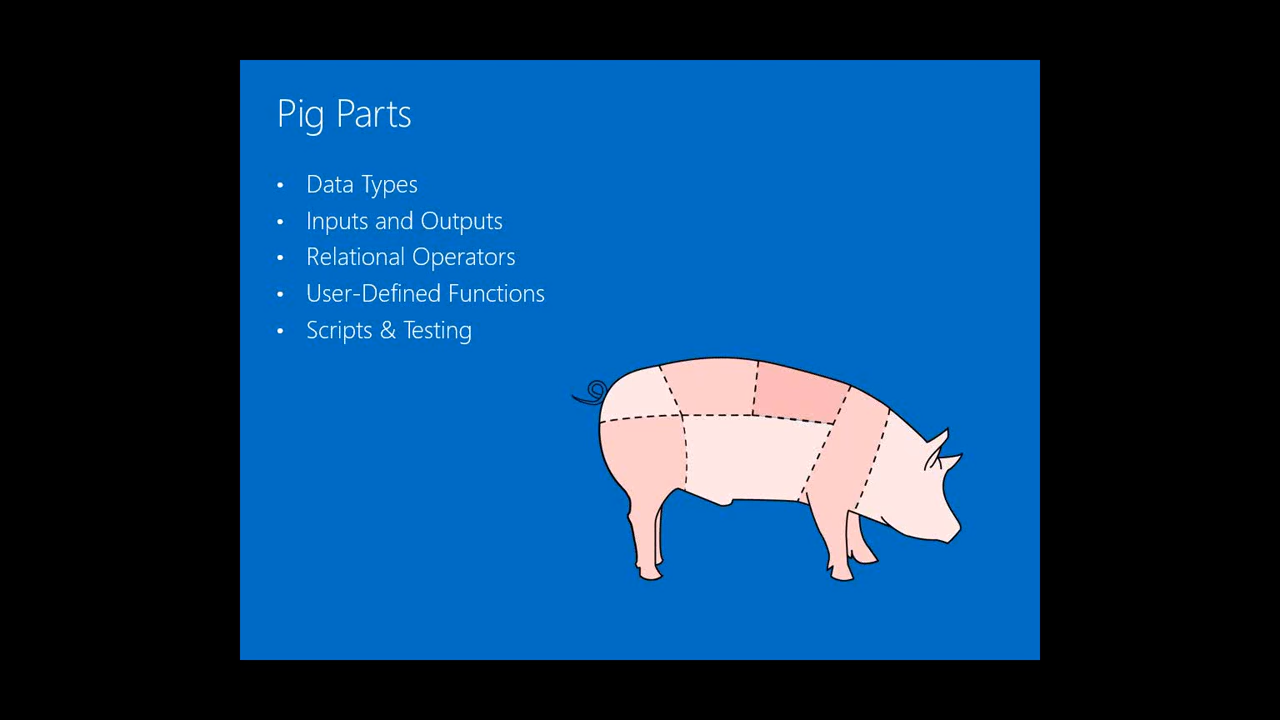 Pig Parts
• Data Types
• Inputs and Outputs
• Relational Operators
• User-Defined Functions
• Scripts & Testing